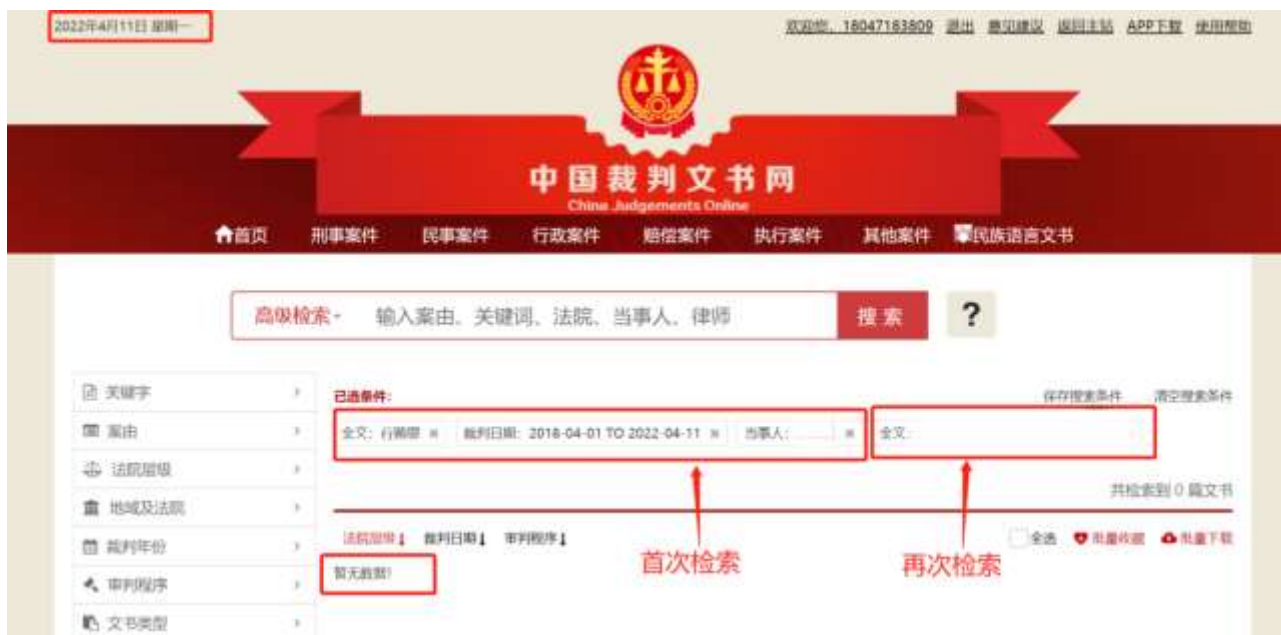 2022年4月11日 星期一
欢迎您，18047183809 退出 意见建议 返回主站 APP下载 使用帮助
中国裁判文书网
China Judgements Online
首页 刑事案件 民事案件 行政案件 赔偿案件 执行案件 其他案件 民族语言文书
高级检索 输入案由、关键词、法院、当事人、律师 搜索 ?
关键字
案由
法院层级
地域及法院
裁判年份
审判程序
文书类型
已选条件:
保存搜索条件 清空搜索条件
全文: 行贿罪 裁判日期: 2018-04-01 TO 2022-04-11 当事人: 全文:
共检索到 0 篇文书
法院层级 裁判日期 审判程序 全选 批量收藏 批量下载
暂无数据!
首次检索
再次检索